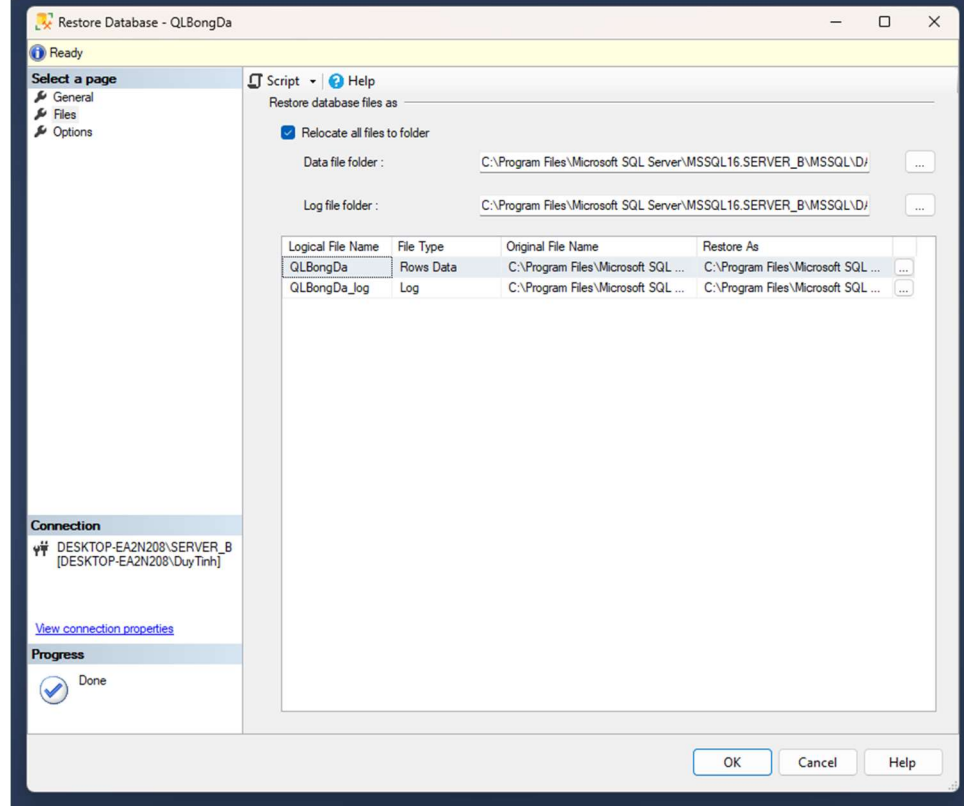 Restore Database - QLBongDa
Ready
Select a page
General
Files
Options
Script Help
Restore database files as
Relocate all files to folder
Data file folder : C:\Program Files\Microsoft SQL Server\MSSQL16.SERVER_B\MSSQL\DA ...
Log file folder : C:\Program Files\Microsoft SQL Server\MSSQL16.SERVER_B\MSSQL\DA ...
Logical File Name File Type Original File Name Restore As
QLBongDa Rows Data C:\Program Files\Microsoft SQL ... C:\Program Files\Microsoft SQL ... ...
QLBongDa_log Log C:\Program Files\Microsoft SQL ... C:\Program Files\Microsoft SQL ... ...
Connection
DESKTOP-EA2N208\SERVER_B
[DESKTOP-EA2N208\DuyTinh]
View connection properties
Progress
Done
OK Cancel Help